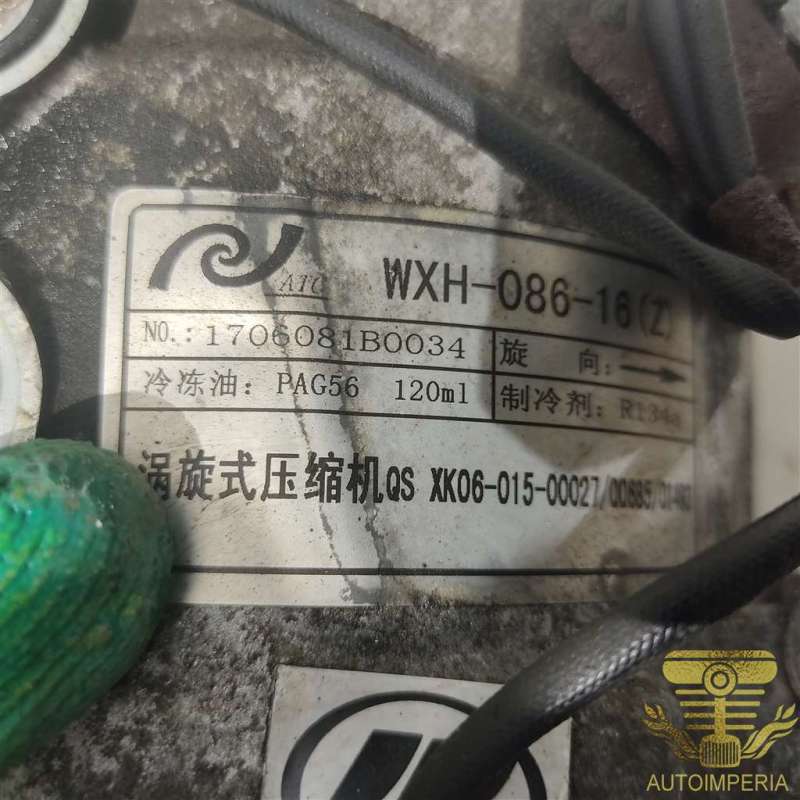 ATC WXH-086-16(Z)
NO.: 1706081B0034
旋 向:
冷冻油: PAG56 120ml
制冷剂: R134a
涡旋式压缩机QS XK06-015-00027/00885/
AUTOIMPERIA